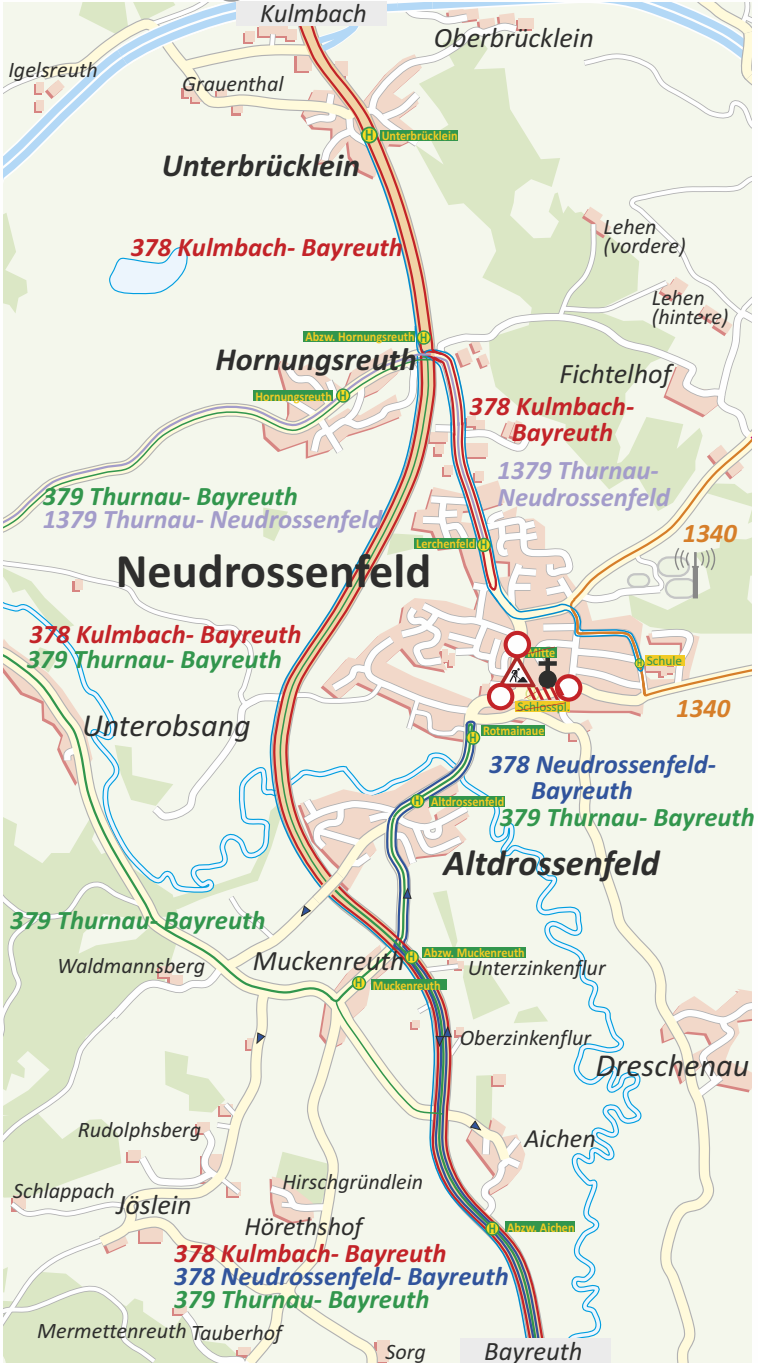 Kulmbach
Oberbrücklein
Igelsreuth
Grauenthal
H
Unterbrücklein
Unterbrücklein
Lehen
(vordere)
378 Kulmbach- Bayreuth
Lehen
(hintere)
Abzw. Hornungsreuth
H
Hornungsreuth
Fichtelhof
Hornungsreuth
H
378 Kulmbach-
Bayreuth
1379 Thurnau-
Neudrossenfeld
379 Thurnau- Bayreuth
1379 Thurnau- Neudrossenfeld
1340
Lerchenfeld
H
Neudrossenfeld
378 Kulmbach- Bayreuth
379 Thurnau- Bayreuth
Mitte
H
Schule
Schlosspl.
1340
Unterobsang
Rotmainaue
H
378 Neudrossenfeld-
Bayreuth
H
Altdrossenfeld
379 Thurnau- Bayreuth
Altdrossenfeld
379 Thurnau- Bayreuth
Waldmannsberg
Muckenreuth
H
Abzw. Muckenreuth
Unterzinkenflur
H
Muckenreuth
Oberzinkenflur
Dreschenau
Rudolphsberg
Aichen
Schlappach
Jöslein
Hirschgründlein
Hörethshof
H
Abzw. Aichen
378 Kulmbach- Bayreuth
378 Neudrossenfeld- Bayreuth
379 Thurnau- Bayreuth
Mermettenreuth
Tauberhof
Sorg
Bayreuth